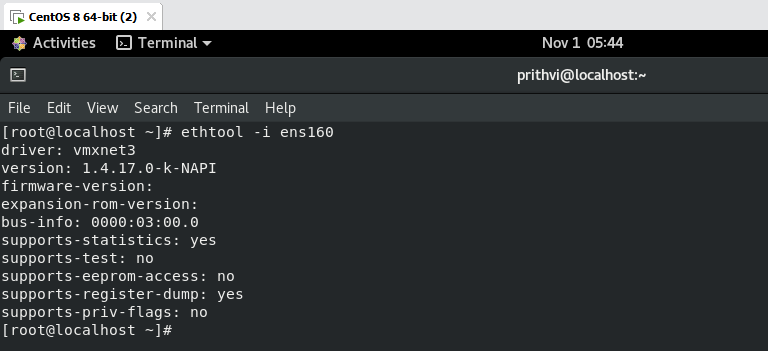 CentOS 8 64-bit (2)
Activities Terminal Nov 1 05:44
prithvi@localhost:~
File Edit View Search Terminal Help
[root@localhost ~]# ethtool -i ens160
driver: vmxnet3
version: 1.4.17.0-k-NAPI
firmware-version:
expansion-rom-version:
bus-info: 0000:03:00.0
supports-statistics: yes
supports-test: no
supports-eeprom-access: no
supports-register-dump: yes
supports-priv-flags: no
[root@localhost ~]#